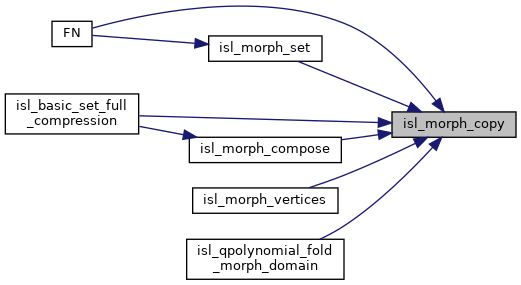 FN
isl_morph_set
isl_basic_set_full
_compression
isl_morph_copy
isl_morph_compose
isl_morph_vertices
isl_qpolynomial_fold
_morph_domain